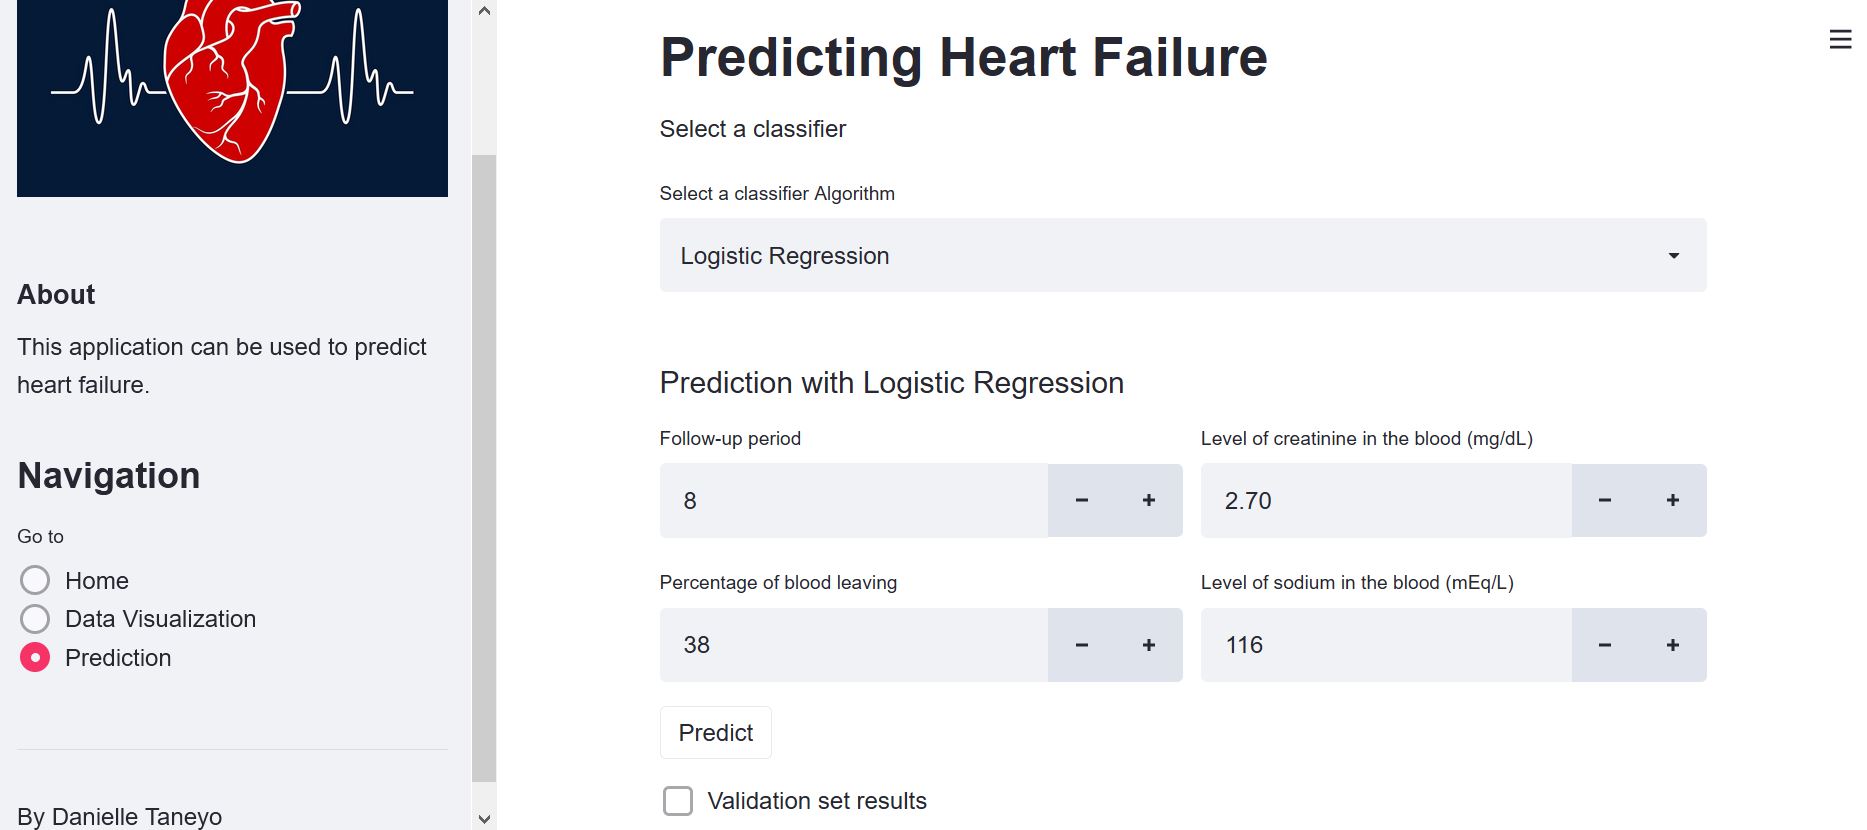 About
This application can be used to predict
heart failure.
Navigation
Go to
Home
Data Visualization
Prediction
By Danielle Taneyo
Predicting Heart Failure
Select a classifier
Select a classifier Algorithm
Logistic Regression
Prediction with Logistic Regression
Follow-up period
8
Level of creatinine in the blood (mg/dL)
2.70
Percentage of blood leaving
38
Level of sodium in the blood (mEq/L)
116
Predict
Validation set results